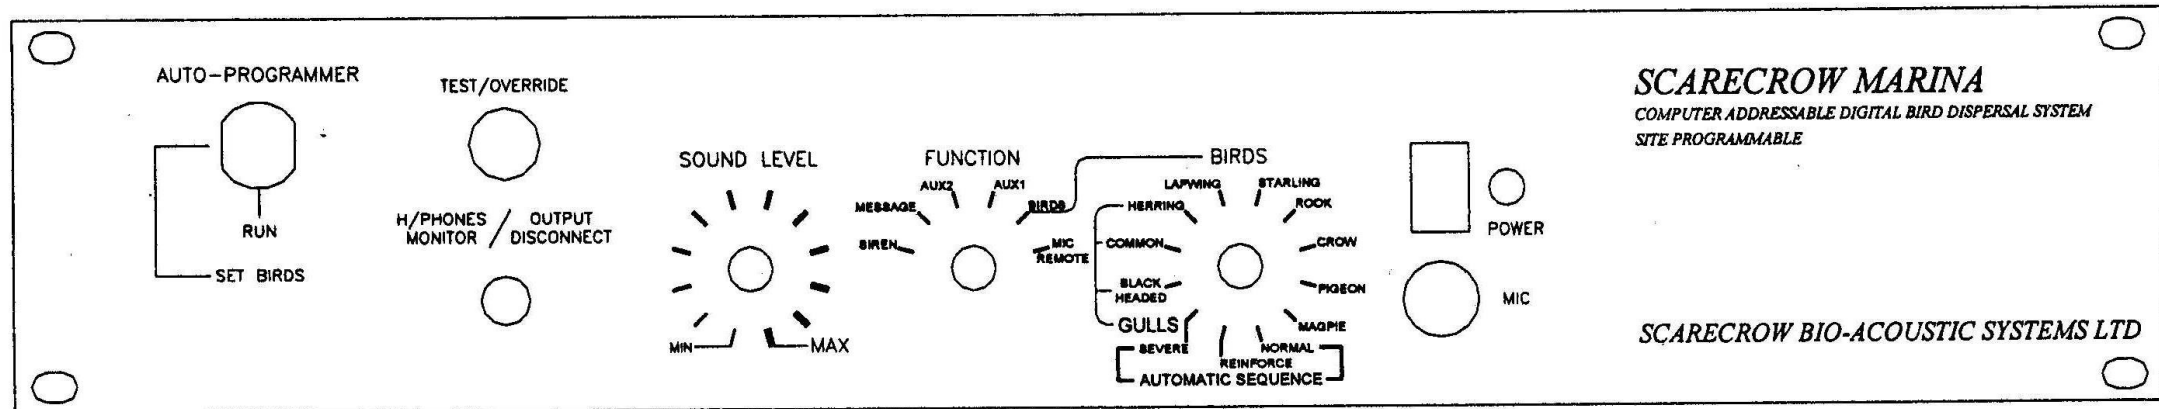 AUTO-PROGRAMMER
RUN
SET BIRDS
TEST/OVERRIDE
H/PHONES / OUTPUT
MONITOR / DISCONNECT
SOUND LEVEL
MIN
MAX
FUNCTION
SIREN
MESSAGE
AUX2
AUX1
BIRDS
MIC
REMOTE
BIRDS
LAPWING
STARLING
HERRING
ROOK
COMMON
CROW
BLACK
HEADED
PIGEON
GULLS
MAGPIE
SEVERE
REINFORCE
NORMAL
AUTOMATIC SEQUENCE
POWER
MIC
SCARECROW MARINA
COMPUTER ADDRESSABLE DIGITAL BIRD DISPERSAL SYSTEM
SITE PROGRAMMABLE
SCARECROW BIO-ACOUSTIC SYSTEMS LTD